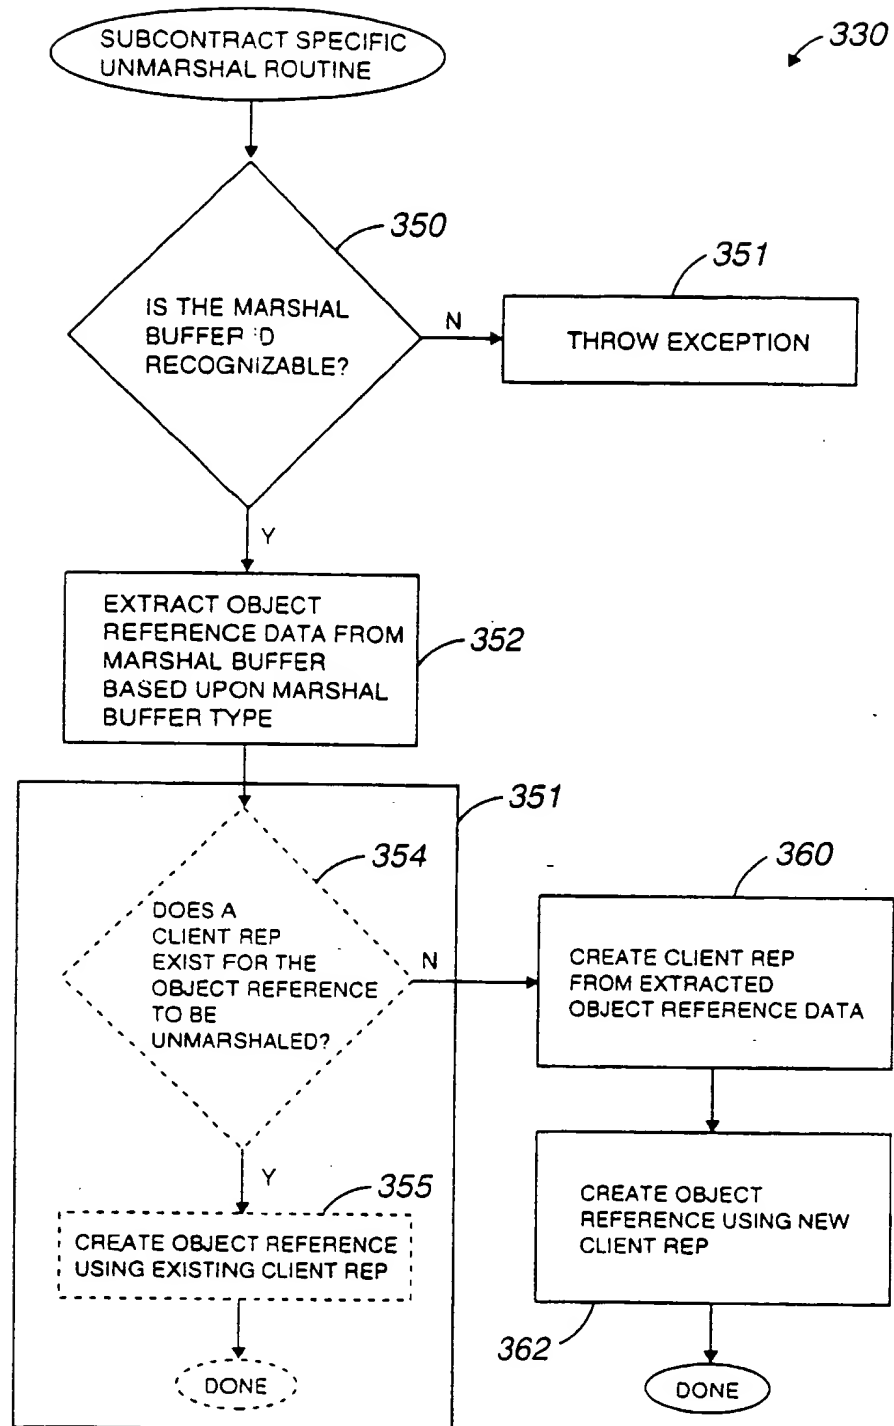 SUBCONTRACT SPECIFIC
UNMARSHAL ROUTINE
330
350
IS THE MARSHAL
BUFFER ID
RECOGNIZABLE?
N
351
THROW EXCEPTION
Y
EXTRACT OBJECT
REFERENCE DATA FROM
MARSHAL BUFFER
BASED UPON MARSHAL
BUFFER TYPE
352
351
354
DOES A
CLIENT REP
EXIST FOR THE
OBJECT REFERENCE
TO BE
UNMARSHALED?
N
360
CREATE CLIENT REP
FROM EXTRACTED
OBJECT REFERENCE DATA
Y
355
CREATE OBJECT REFERENCE
USING EXISTING CLIENT REP
DONE
CREATE OBJECT
REFERENCE USING NEW
CLIENT REP
362
DONE